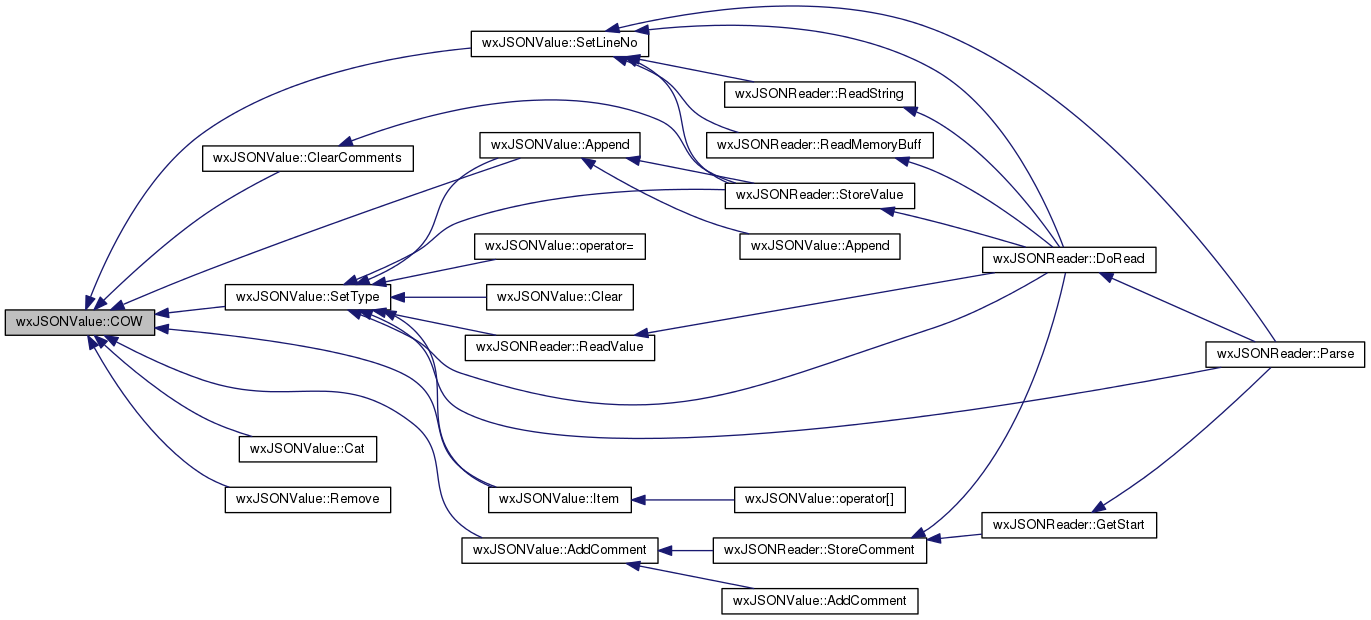 wxJSONValue::SetLineNo
wxJSONReader::ReadString
wxJSONReader::ReadMemoryBuff
wxJSONValue::Append
wxJSONValue::ClearComments
wxJSONReader::StoreValue
wxJSONValue::operator=
wxJSONValue::Append
wxJSONReader::DoRead
wxJSONValue::SetType
wxJSONValue::Clear
wxJSONValue::COW
wxJSONReader::ReadValue
wxJSONReader::Parse
wxJSONValue::Cat
wxJSONValue::Remove
wxJSONValue::Item
wxJSONValue::operator[]
wxJSONReader::GetStart
wxJSONValue::AddComment
wxJSONReader::StoreComment
wxJSONValue::AddComment